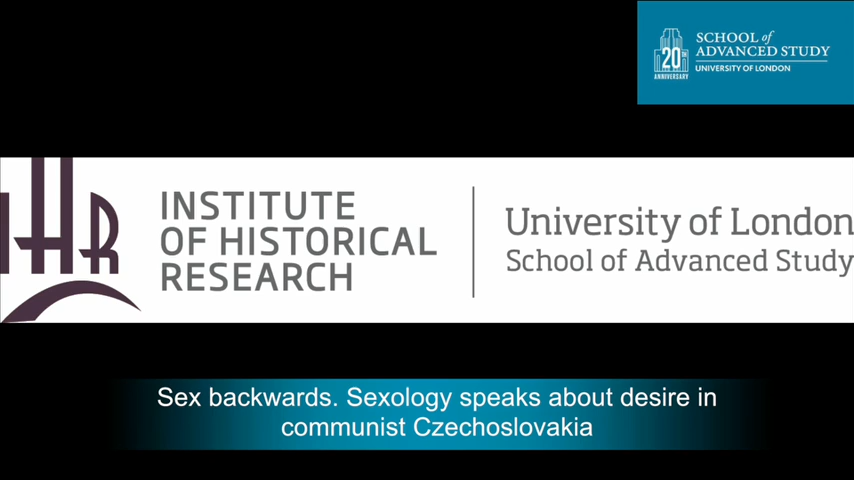 SCHOOL of
ADVANCED STUDY
UNIVERSITY OF LONDON
20TH
ANNIVERSARY
IHR
INSTITUTE
OF HISTORICAL
RESEARCH
University of London
School of Advanced Study
Sex backwards. Sexology speaks about desire in
communist Czechoslovakia